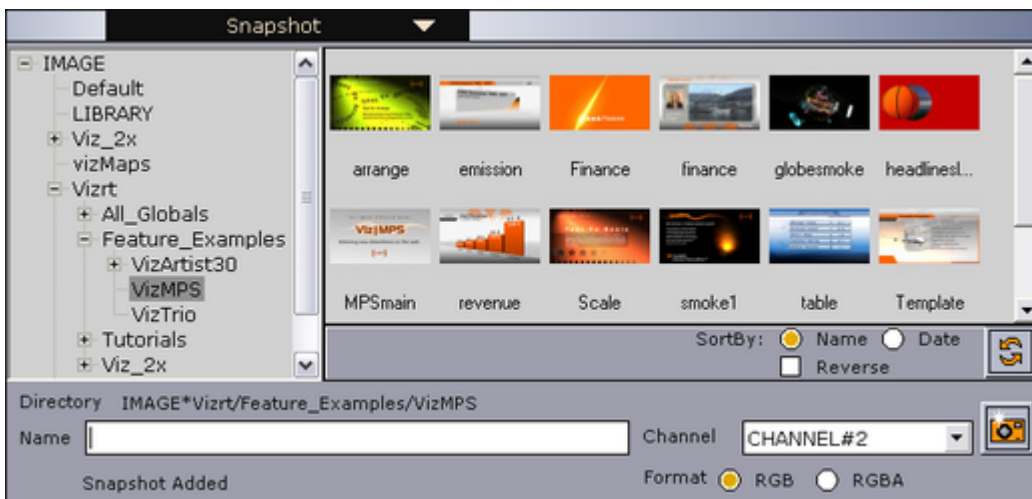 Snapshot
IMAGE
Default
LIBRARY
Viz_2x
vizMaps
Vizrt
All_Globals
Feature_Examples
VizArtist30
VizMPS
VizTrio
Tutorials
Viz_2x
arrange emission Finance finance globesmoke headlinesl...
Viz|MPS
MPSmain revenue Scale smoke1 table Template
SortBy: Name Date
Reverse
Directory IMAGE*Vizrt/Feature_Examples/VizMPS
Name Channel CHANNEL#2
Snapshot Added Format RGB RGBA